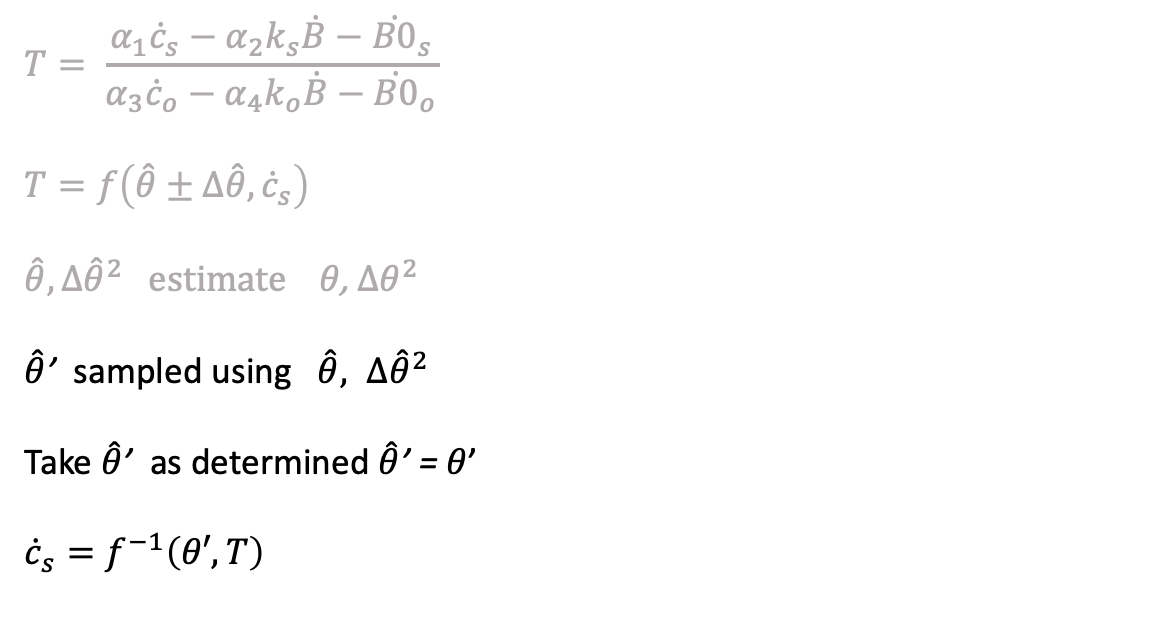 T = (α₁ċₛ − α₂kₛḂ − Ḃ0ₛ) / (α₃ċₒ − α₄kₒḂ − Ḃ0ₒ)
T = f(θ̂ ± Δθ̂, ċₛ)
θ̂, Δθ̂² estimate θ, Δθ²
θ̂′ sampled using θ̂, Δθ̂²
Take θ̂′ as determined θ̂′ = θ′
ċₛ = f⁻¹(θ′, T)